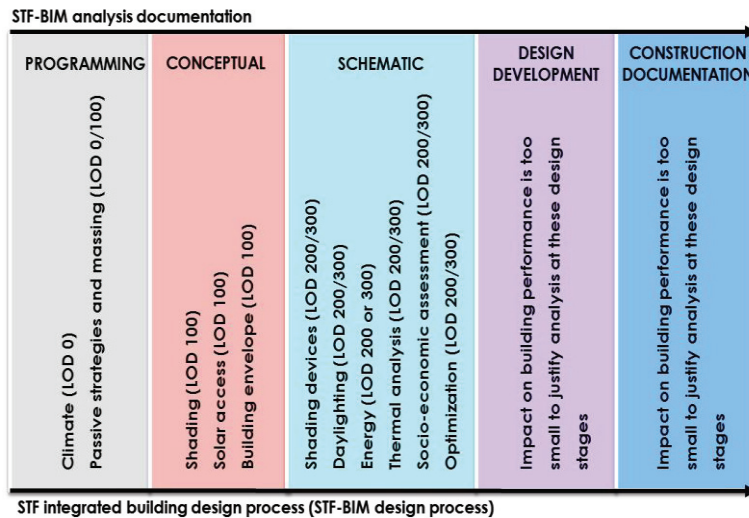 STF-BIM analysis documentation
PROGRAMMING
Climate (LOD 0)
Passive strategies and massing (LOD 0/100)
CONCEPTUAL
Shading (LOD 100)
Solar access (LOD 100)
Building envelope (LOD 100)
SCHEMATIC
Shading devices (LOD 200/300)
Daylighting (LOD 200/300)
Energy (LOD 200 or 300)
Thermal analysis (LOD 200/300)
Socio-economic assessment (LOD 200/300)
Optimization (LOD 200/300)
DESIGN
DEVELOPMENT
Impact on building performance is too
small to justify analysis at these design
stages
CONSTRUCTION
DOCUMENTATION
Impact on building performance is too
small to justify analysis at these design
stages
STF integrated building design process (STF-BIM design process)